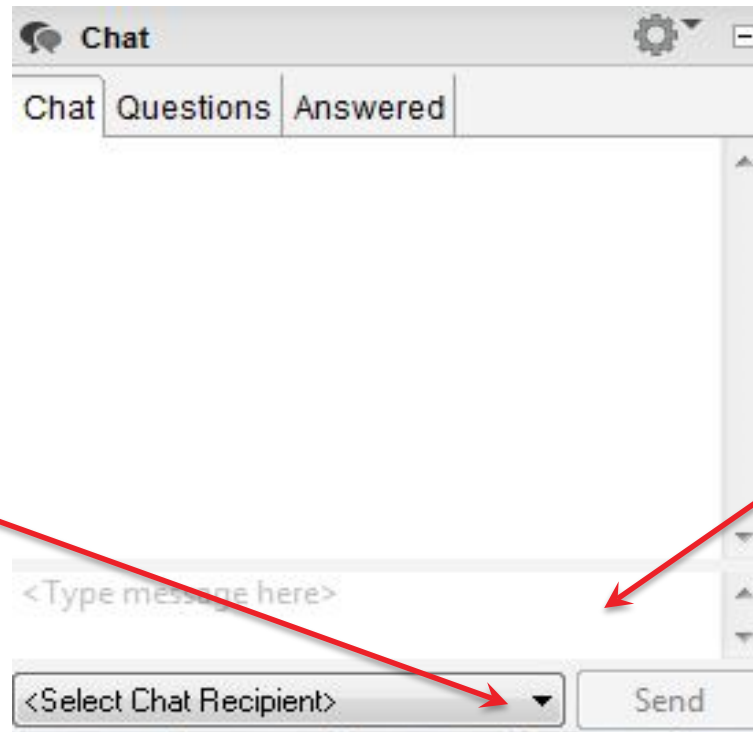 Chat
Chat Questions Answered
<Type message here>
<Select Chat Recipient> Send